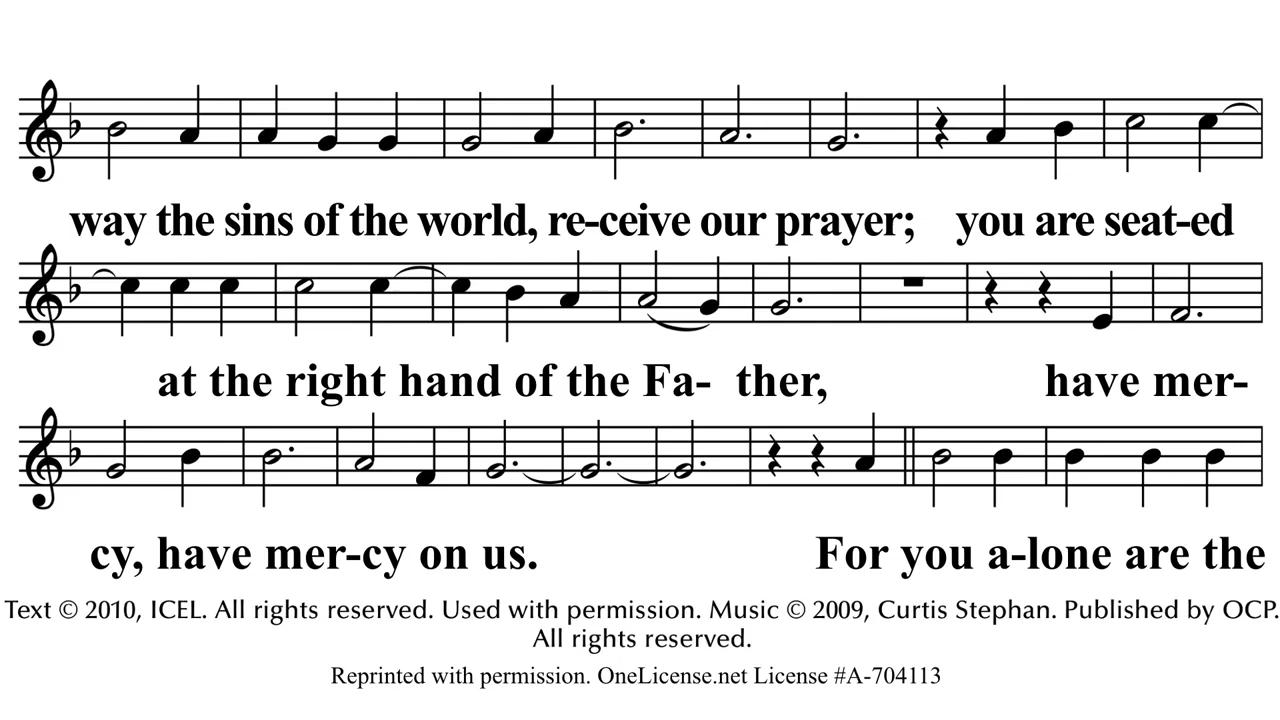 way the sins of the world, re-ceive our prayer; you are seat-ed
at the right hand of the Fa- ther, have mer-
cy, have mer-cy on us. For you a-lone are the
Text © 2010, ICEL. All rights reserved. Used with permission. Music © 2009, Curtis Stephan. Published by OCP.
All rights reserved.
Reprinted with permission. OneLicense.net License #A-704113